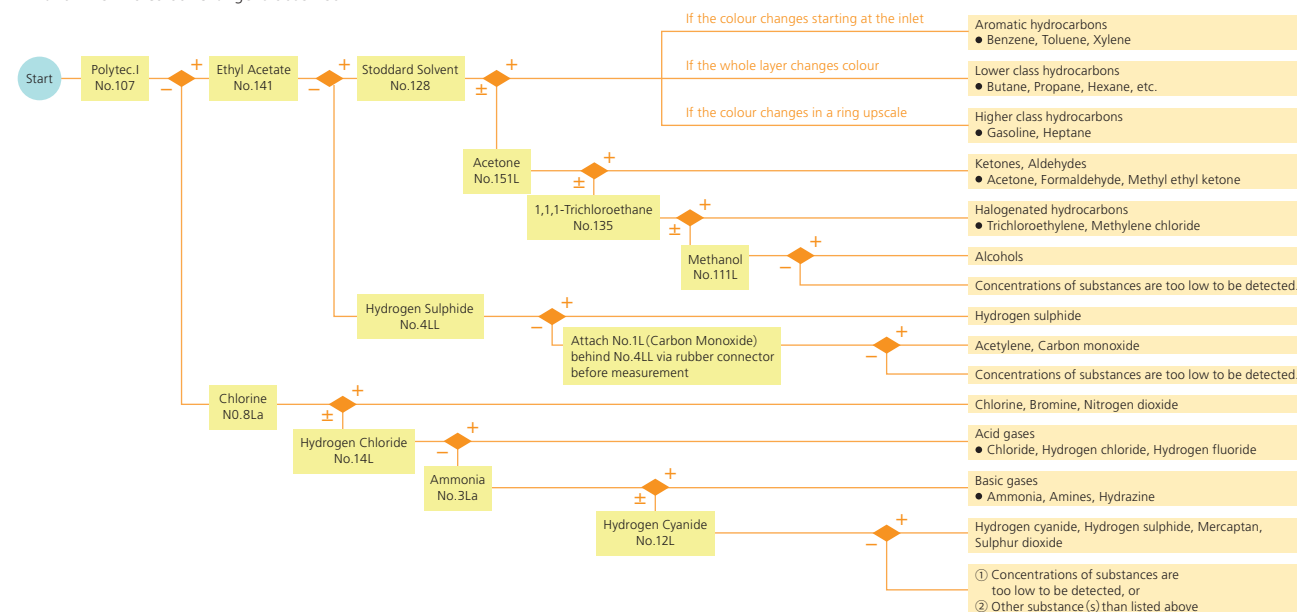 If the colour changes starting at the inlet
Aromatic hydrocarbons
● Benzene, Toluene, Xylene
Start
Polytec.I
No.107
+
−
Ethyl Acetate
No.141
+
−
Stoddard Solvent
No.128
+
±
If the whole layer changes colour
Lower class hydrocarbons
● Butane, Propane, Hexane, etc.
If the colour changes in a ring upscale
Higher class hydrocarbons
● Gasoline, Heptane
Acetone
No.151L
+
±
Ketones, Aldehydes
● Acetone, Formaldehyde, Methyl ethyl ketone
1,1,1-Trichloroethane
No.135
+
±
Halogenated hydrocarbons
● Trichloroethylene, Methylene chloride
Methanol
No.111L
+
−
Alcohols
Concentrations of substances are too low to be detected.
Hydrogen Sulphide
No.4LL
+
−
Hydrogen sulphide
Attach No.1L (Carbon Monoxide)
behind No.4LL via rubber connector
before measurement
+
−
Acetylene, Carbon monoxide
Concentrations of substances are too low to be detected.
Chlorine
N0.8La
+
±
Chlorine, Bromine, Nitrogen dioxide
Hydrogen Chloride
No.14L
+
−
Acid gases
● Chloride, Hydrogen chloride, Hydrogen fluoride
Ammonia
No.3La
+
±
Basic gases
● Ammonia, Amines, Hydrazine
Hydrogen Cyanide
No.12L
+
−
Hydrogen cyanide, Hydrogen sulphide, Mercaptan,
Sulphur dioxide
① Concentrations of substances are
too low to be detected, or
② Other substance(s) than listed above